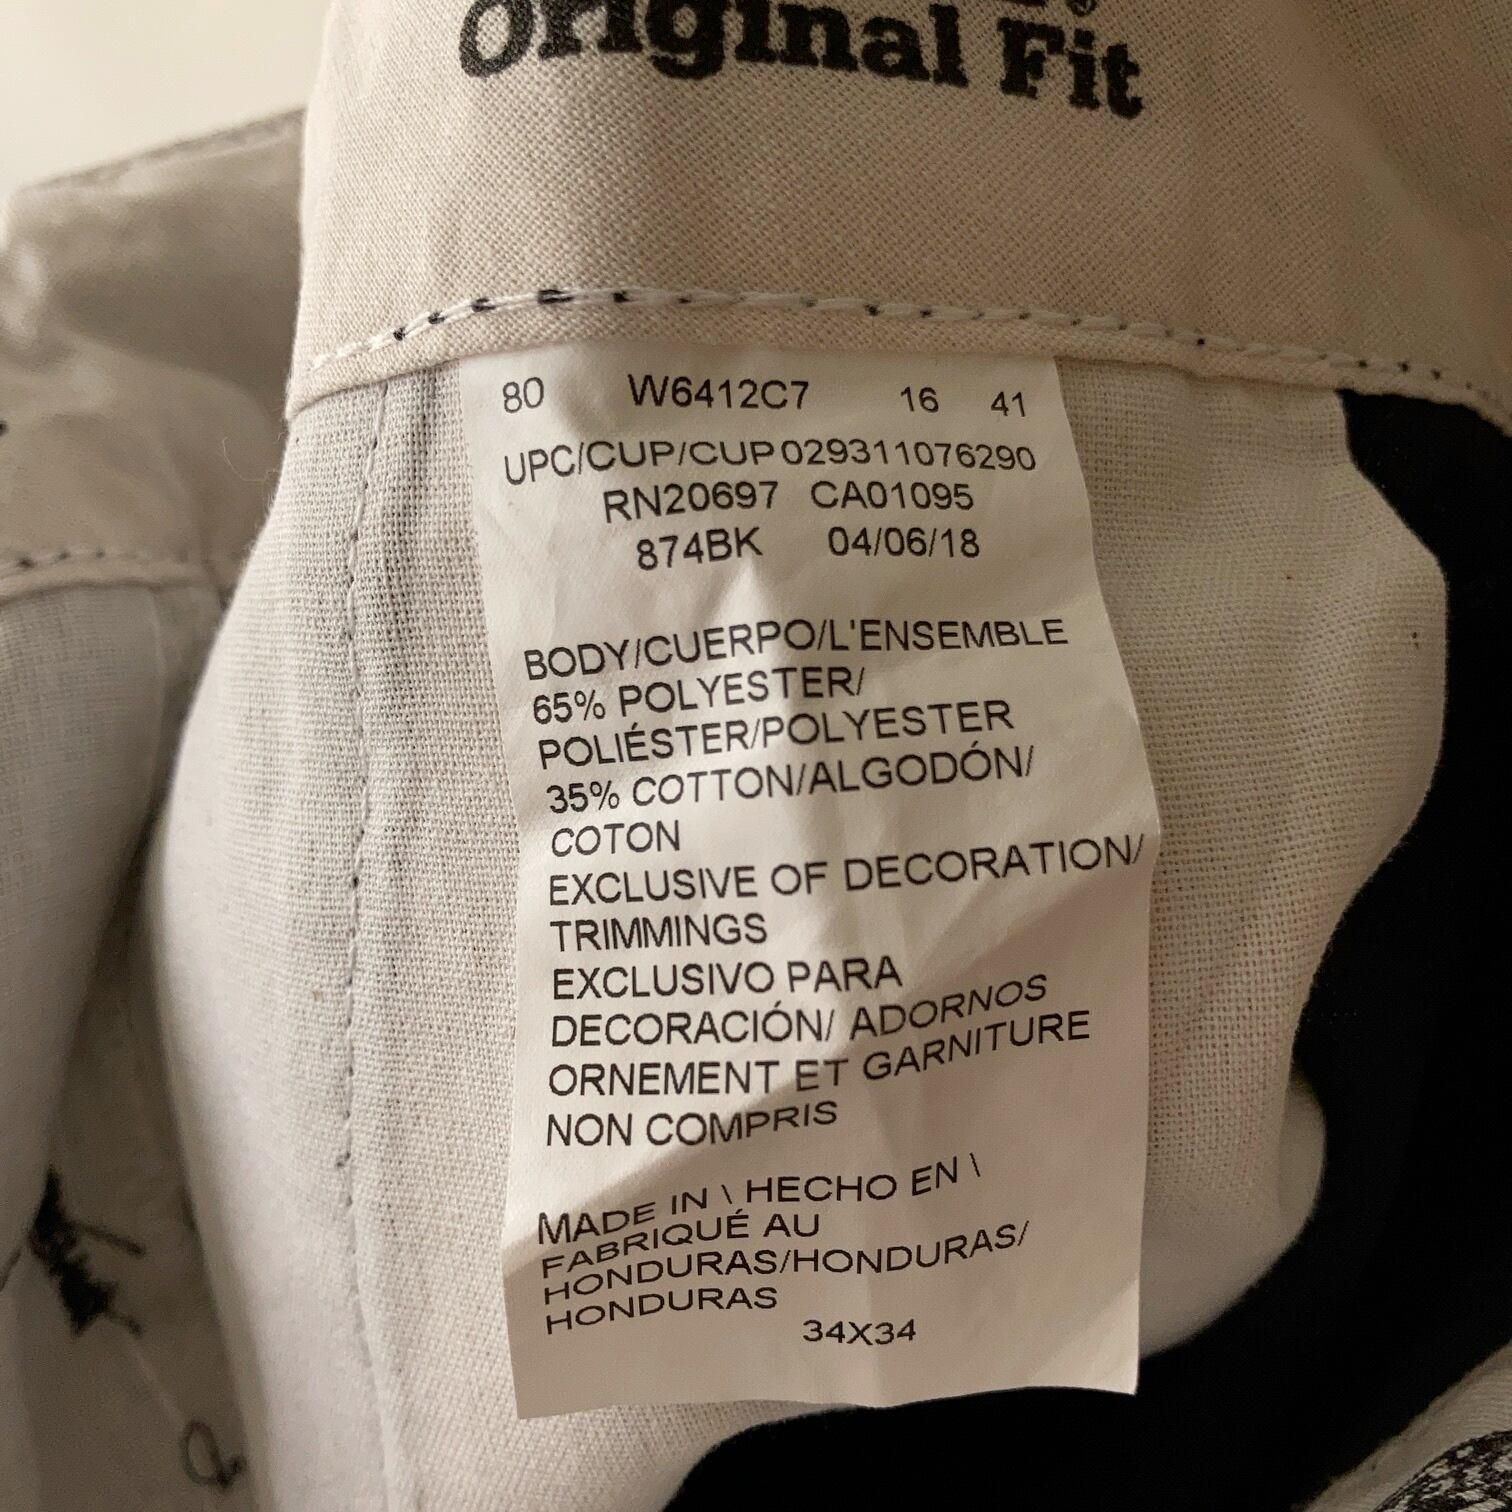 Original Fit
80 W6412C7 16 41
UPC/CUP/CUP029311076290
RN20697 CA01095
874BK 04/06/18
BODY/CUERPO/L'ENSEMBLE
65% POLYESTER/
POLIÉSTER/POLYESTER
35% COTTON/ALGODÓN/
COTON
EXCLUSIVE OF DECORATION/
TRIMMINGS
EXCLUSIVO PARA
DECORACIÓN/ ADORNOS
ORNEMENT ET GARNITURE
NON COMPRIS
MADE IN \ HECHO EN \
FABRIQUÉ AU
HONDURAS/HONDURAS/
HONDURAS
34X34